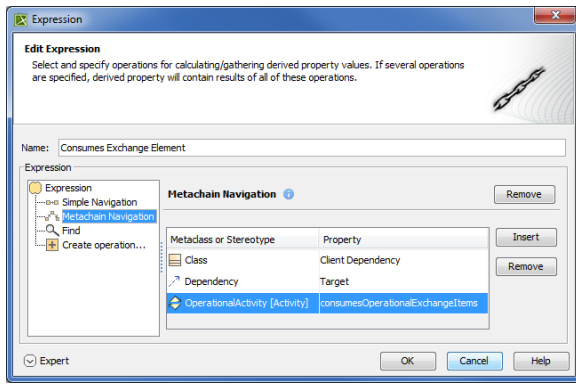 Expression
Edit Expression
Select and specify operations for calculating/gathering derived property values. If several operations
are specified, derived property will contain results of all of these operations.
Name: Consumes Exchange Element
Expression
Expression
Simple Navigation
Metachain Navigation
Find
Create operation...
Metachain Navigation
Remove
Metaclass or Stereotype Property
Class Client Dependency
Dependency Target
OperationalActivity [Activity] consumesOperationalExchangeItems
Insert
Remove
Expert
OK Cancel Help